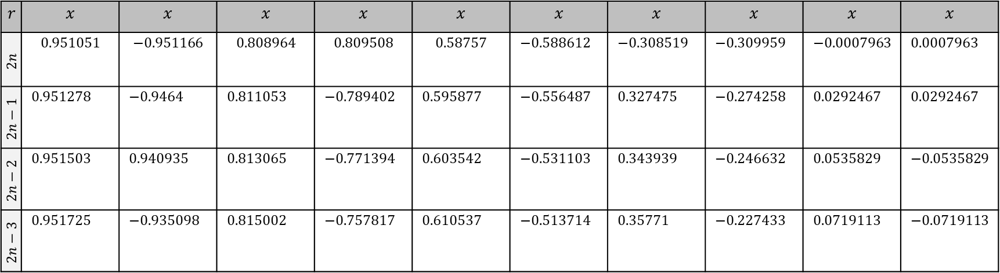 r x x x x x x x x x x
2n 0.951051 −0.951166 0.808964 0.809508 0.58757 −0.588612 −0.308519 −0.309959 −0.0007963 0.0007963
2n − 1 0.951278 −0.9464 0.811053 −0.789402 0.595877 −0.556487 0.327475 −0.274258 0.0292467 0.0292467
2n − 2 0.951503 0.940935 0.813065 −0.771394 0.603542 −0.531103 0.343939 −0.246632 0.0535829 −0.0535829
2n − 3 0.951725 −0.935098 0.815002 −0.757817 0.610537 −0.513714 0.35771 −0.227433 0.0719113 −0.0719113